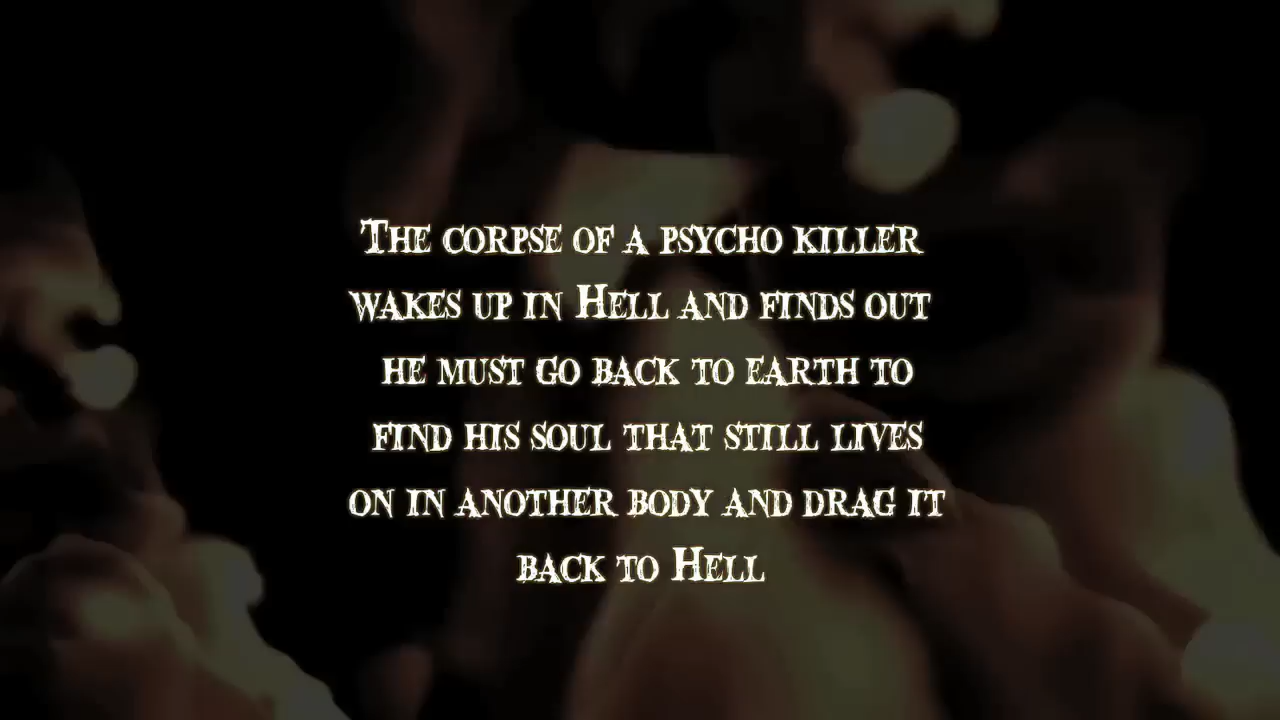 The corpse of a psycho killer
wakes up in Hell and finds out
he must go back to earth to
find his soul that still lives
on in another body and drag it
back to Hell